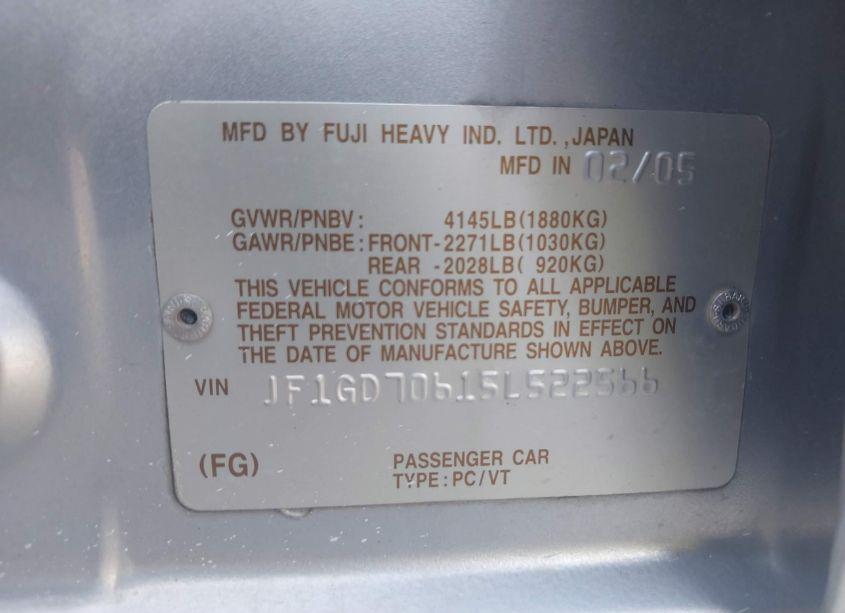 MFD BY FUJI HEAVY IND. LTD.,JAPAN
MFD IN 02/05
GVWR/PNBV: 4145LB(1880KG)
GAWR/PNBE:FRONT-2271LB(1030KG)
REAR -2028LB( 920KG)
THIS VEHICLE CONFORMS TO ALL APPLICABLE
FEDERAL MOTOR VEHICLE SAFETY, BUMPER, AND
THEFT PREVENTION STANDARDS IN EFFECT ON
THE DATE OF MANUFACTURE SHOWN ABOVE.
VIN JF1GD70615L522566
(FG) PASSENGER CAR
TYPE:PC/VT